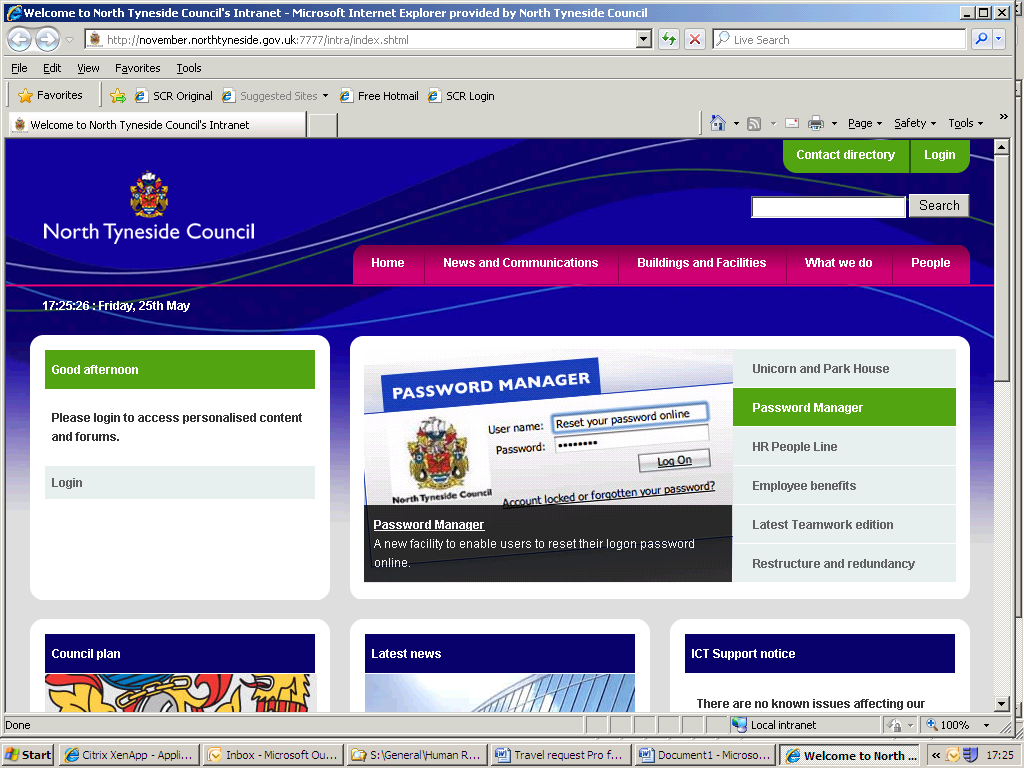 Welcome to North Tyneside Council's Intranet - Microsoft Internet Explorer provided by North Tyneside Council
http://november.northtyneside.gov.uk:7777/intra/index.shtml
Live Search
File Edit View Favorites Tools
Favorites SCR Original Suggested Sites Free Hotmail SCR Login
Welcome to North Tyneside Council's Intranet
Page Safety Tools »
Contact directory Login
Search
North Tyneside Council
Home News and Communications Buildings and Facilities What we do People
17:25:26 : Friday, 25th May
Good afternoon
Please login to access personalised content
and forums.
Login
PASSWORD MANAGER
User name: Reset your password online
Password: ••••••••
Log On
North Tyneside Council
Account locked or forgotten your password?
Password Manager
A new facility to enable users to reset their logon password
online.
Unicorn and Park House
Password Manager
HR People Line
Employee benefits
Latest Teamwork edition
Restructure and redundancy
Council plan
Latest news
ICT Support notice
There are no known issues affecting our
Done Local intranet 100%
Start Citrix XenApp - Appli... Inbox - Microsoft Ou... S:\General\Human R... Travel request Pro f... Document1 - Microso... Welcome to North ... « 17:25